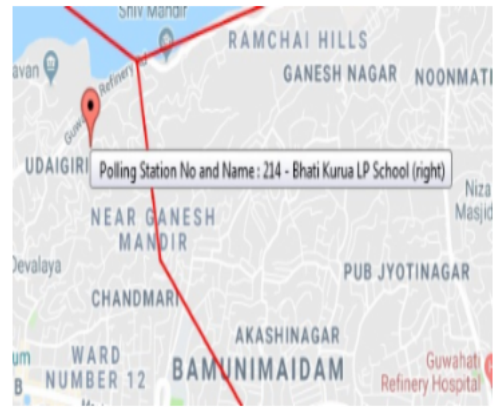 Shiv Mandir
RAMCHAI HILLS
avan
GANESH NAGAR
NOONMATI
Refinery
UDAIGIRI
Polling Station No and Name : 214 - Bhati Kurua LP School (right)
Niza
Masjid
NEAR GANESH
MANDIR
Devalaya
PUB JYOTINAGAR
CHANDMARI
AKASHINAGAR
um
WARD
NUMBER 12
B
BAMUNIMAIDAM
Guwahati
Refinery Hospital